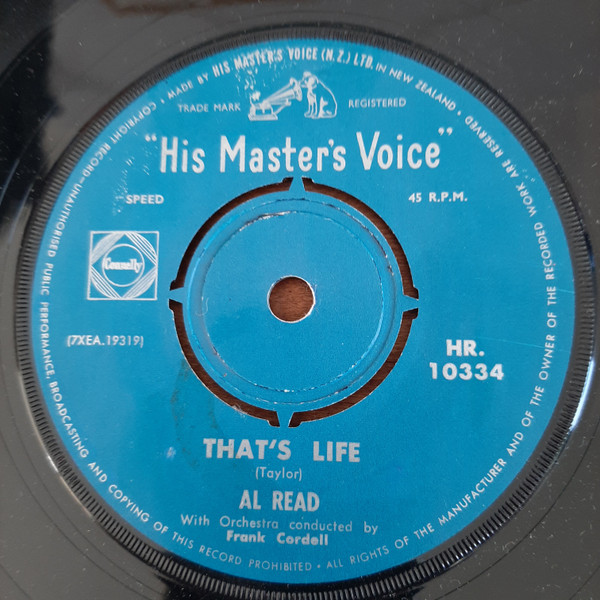 • MADE BY HIS MASTER'S VOICE (N.Z.) LTD. IN NEW ZEALAND •
TRADE MARK REGISTERED
"His Master's Voice"
SPEED 45 R.P.M.
Connelly
(7XEA.19319)
HR.
10334
THAT'S LIFE
(Taylor)
AL READ
With Orchestra conducted by
Frank Cordell
COPYRIGHT RECORD—UNAUTHORISED PUBLIC PERFORMANCE, BROADCASTING AND COPYING OF THIS RECORD PROHIBITED • ALL RIGHTS OF THE MANUFACTURER AND OF THE OWNER OF THE RECORDED WORK ARE RESERVED